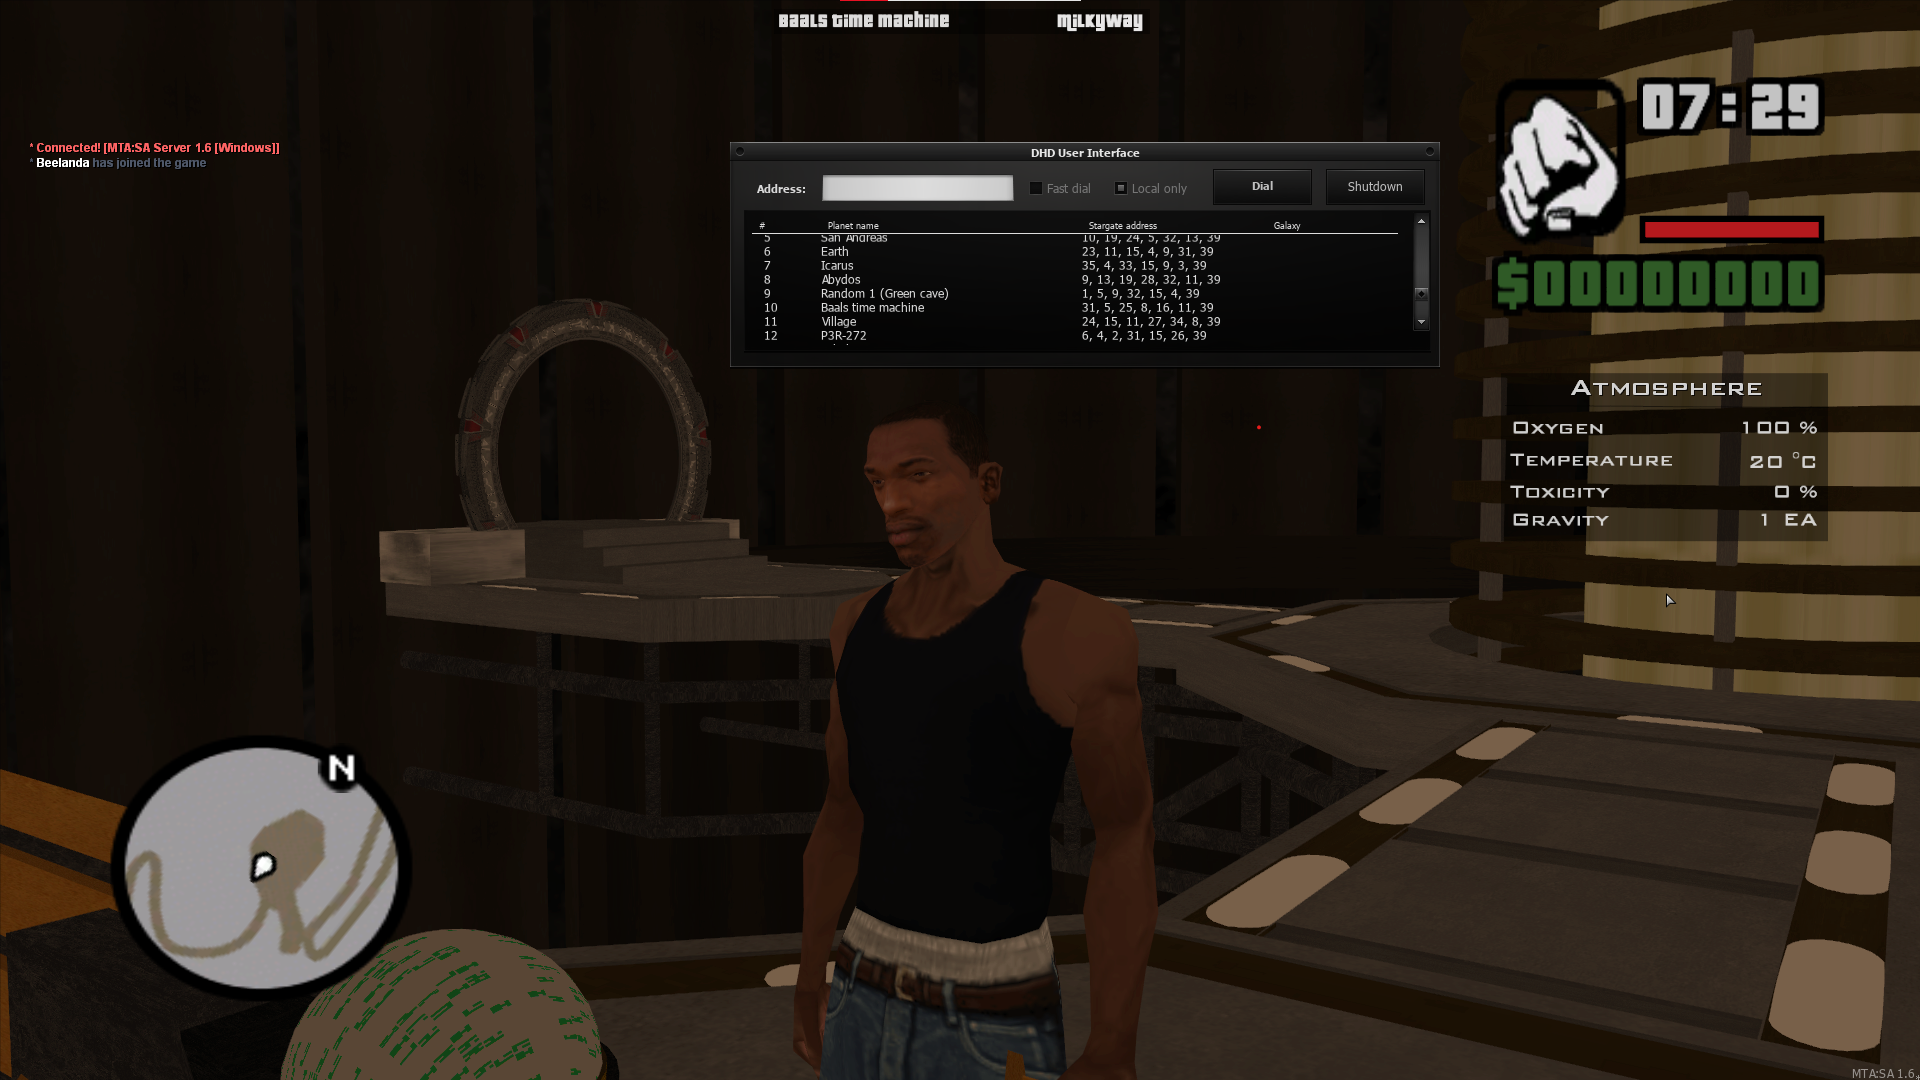 Baals time machine
Milkyway
07:29
* Connected! [MTA:SA Server 1.6 [Windows]]
* Beelanda has joined the game
DHD User Interface
Address:
Fast dial
Local only
Dial
Shutdown
# Planet name Stargate address Galaxy
5 San Andreas 10, 19, 24, 5, 32, 13, 39
6 Earth 23, 11, 15, 4, 9, 31, 39
7 Icarus 35, 4, 33, 15, 9, 3, 39
8 Abydos 9, 13, 19, 28, 32, 11, 39
9 Random 1 (Green cave) 1, 5, 9, 32, 15, 4, 39
10 Baals time machine 31, 5, 25, 8, 16, 11, 39
11 Village 24, 15, 11, 27, 34, 8, 39
12 P3R-272 6, 4, 2, 31, 15, 26, 39
$00000000
Atmosphere
Oxygen 100 %
Temperature 20 °C
Toxicity 0 %
Gravity 1 EA
N
MTA:SA 1.6